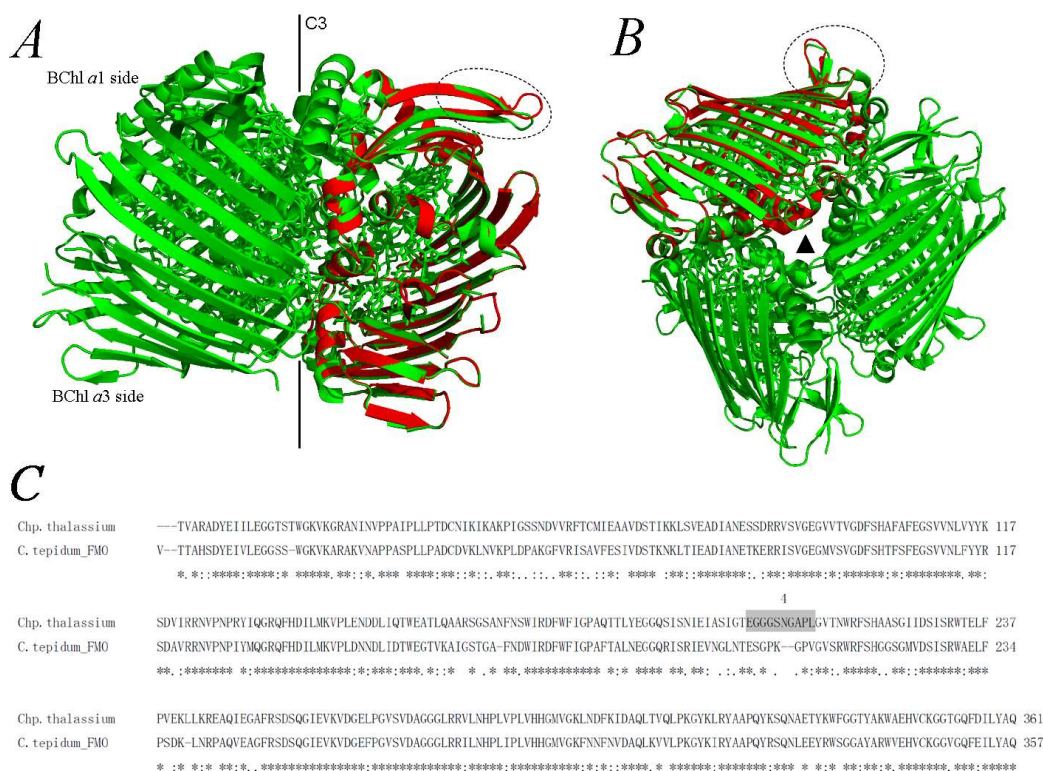 A
C3
B
BChl a1 side
BChl a3 side
C
Chp. thalassium ---TVARADYEIILEGGTSTWGKVKGRANINVPPAIPLLPTDCNIKIKAKPIGSSNDVVRFTCMIEAAVDSTIKKLSVEADIANESSDRRVSVGEGVVTVGDFSHAFAFEGSVVNLVYYK 117
C. tepidum_FMO V--TTAHSDYEIVLEGGSS-WGKVKARAKVNAPPASPLLPADCDVKLNVKPLDPAKGFVRISAVFESIVDSTKNKLTIEADIANETKERRISVGEGMVSVGDFSHTFSFEGSVVNLFYYR 117
4
Chp. thalassium SDVIRRNVPNPRYIQGRQFHDILMKVPLENDDLIQTWEATLQAARSGSANFNSWIRDFWFIGPAQTTLYEGGQSISNIEIASIGTEGGGSNGAPLGVTNWRFSHAASGIIDSISRWTELF 237
C. tepidum_FMO SDAVRRNVPNPIYMQGRQFHDILMKVPLDNNDLIDTWEGTVKAIGSTGA-FNDWIRDFWFIGPAFTALNEGGQRISRIEVNGLNTESGPK--GPVGVSRWRFSHGGSGMVDSISRWAELF 234
Chp. thalassium PVEKLLKREAQIEGAFRSDSQGIEVKVDGELPGVSVDAGGGLRRVLNHPLVPLVHHGMVGKLNDFKIDAQLTVQLPKGYKLRYAAPQYKSQNAETYKWFGGTYAKWAEHVCKGGTGQFDILYAQ 361
C. tepidum_FMO PSDK-LNRPAQVEAGFRSDSQGIEVKVDGEFPGVSVDAGGGLRRILNHPLIPLVHHGMVGKFNNFNVDAQLKVVLPKGYKIRYAAPQYRSQNLEEYRWSGGAYARWVEHVCKGGVGQFEILYAQ 357